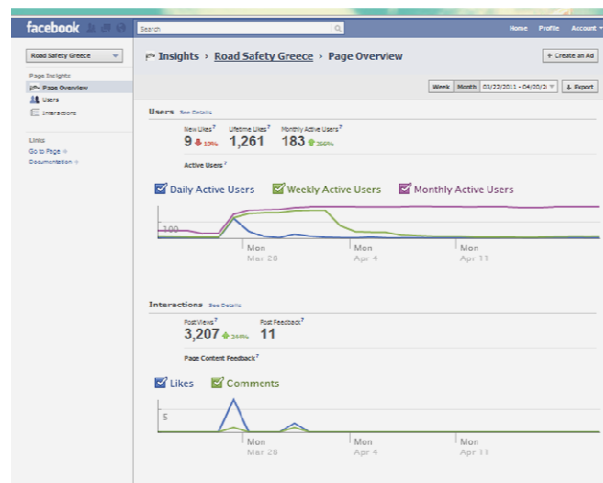 facebook
Search
Home Profile Account
Road Safety Greece
Insights › Road Safety Greece › Page Overview
+ Create an Ad
Page Insights
Page Overview
Users
Interactions
Week Month
Export
Links
Go to Page »
Documentation »
Users See Details
New Likes? Lifetime Likes? Monthly Active Users?
9 1,261 183
Active Users ?
Daily Active Users Weekly Active Users Monthly Active Users
100
Mon Mon Mon
Mar 28 Apr 4 Apr 11
Interactions See Details
Post Views? Post Feedback?
3,207 11
Page Content Feedback?
Likes Comments
5
Mon Mon Mon
Mar 28 Apr 4 Apr 11